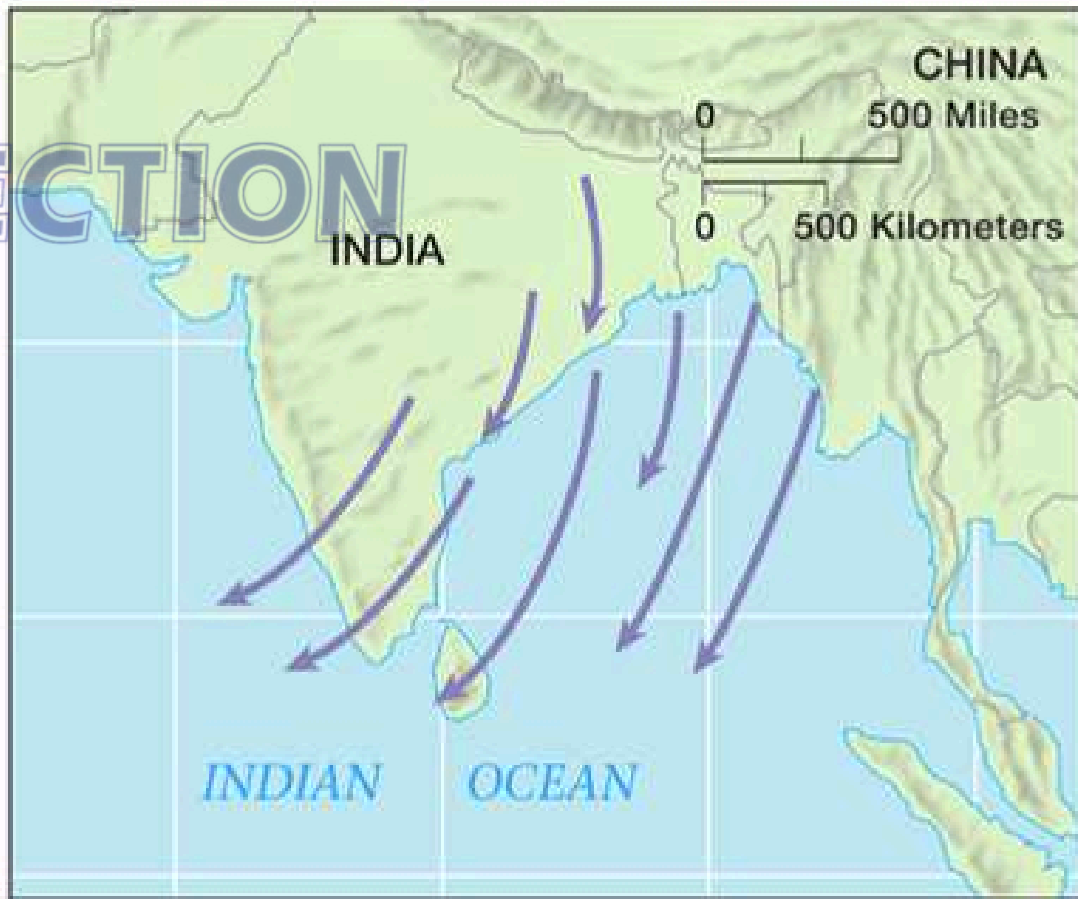 CHINA
0 500 Miles
0 500 Kilometers
ECTION
INDIA
INDIAN OCEAN